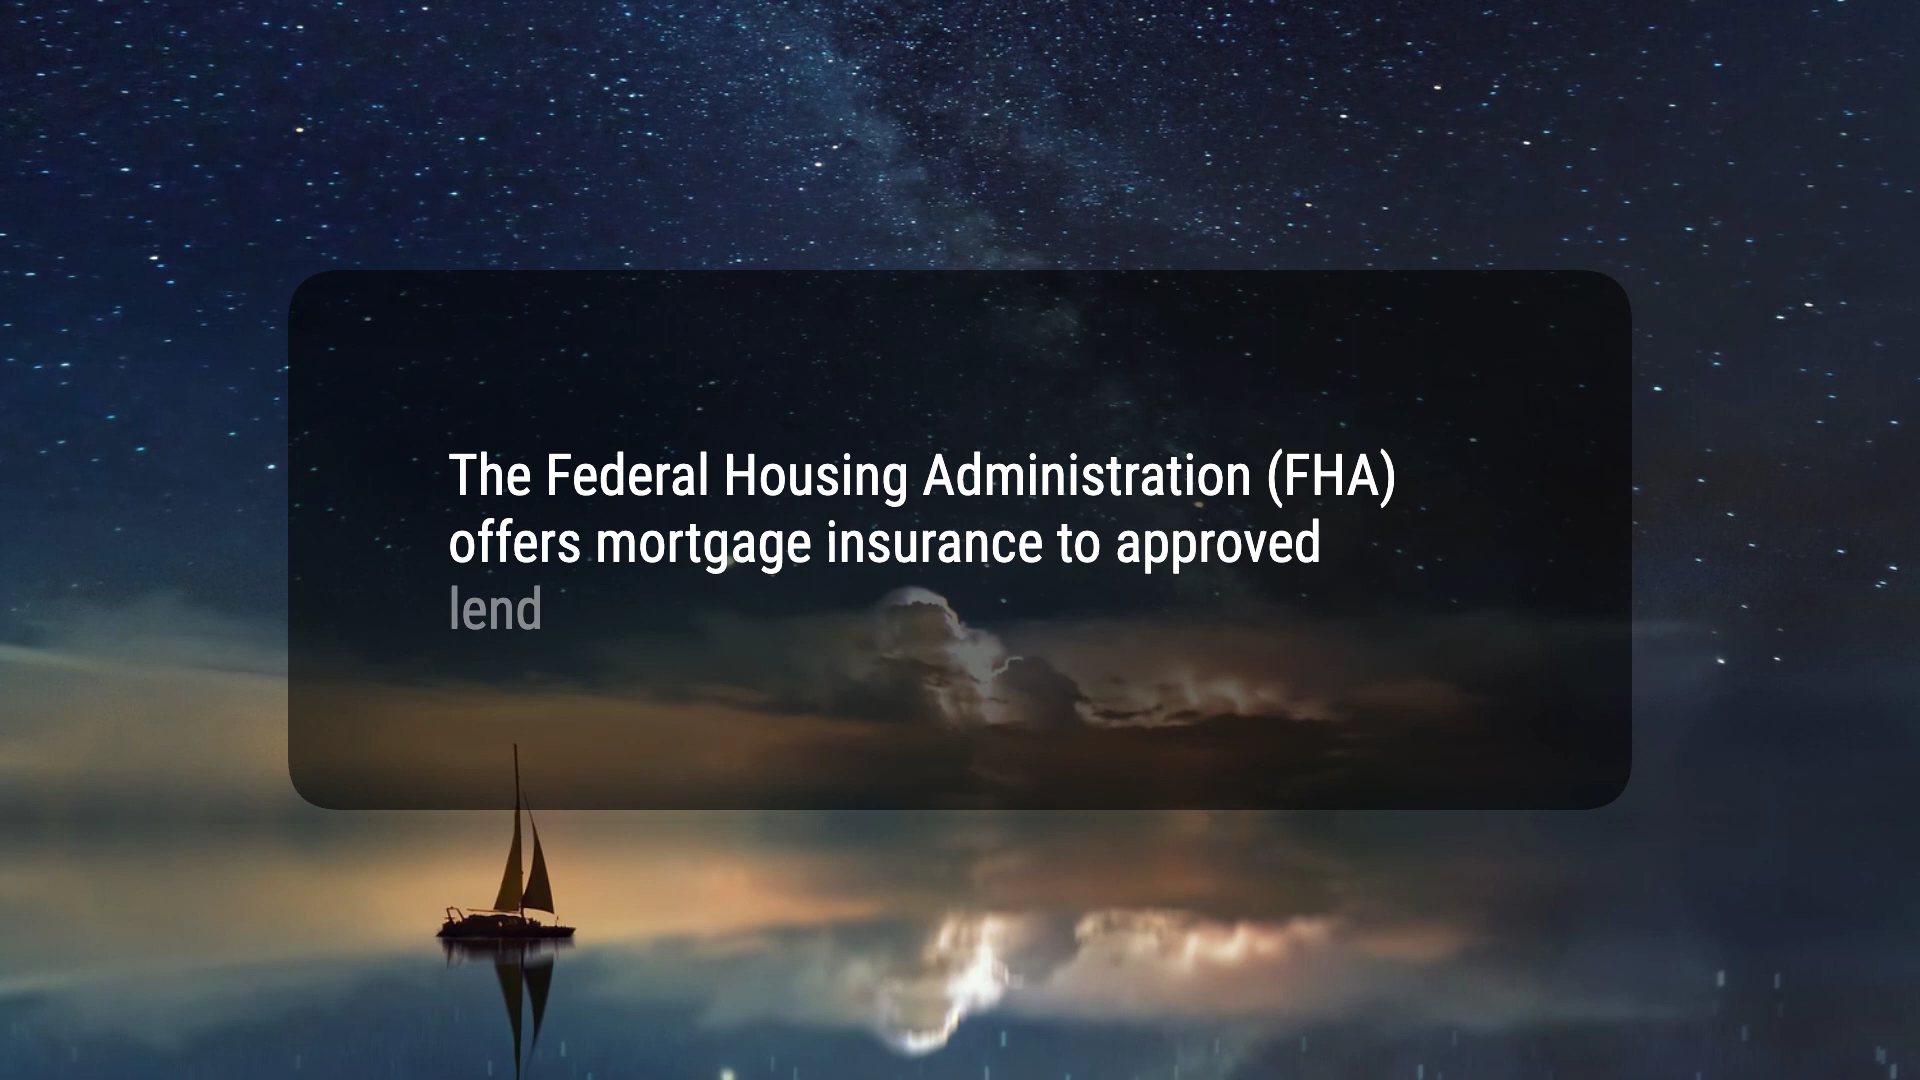 The Federal Housing Administration (FHA)
offers mortgage insurance to approved
lend